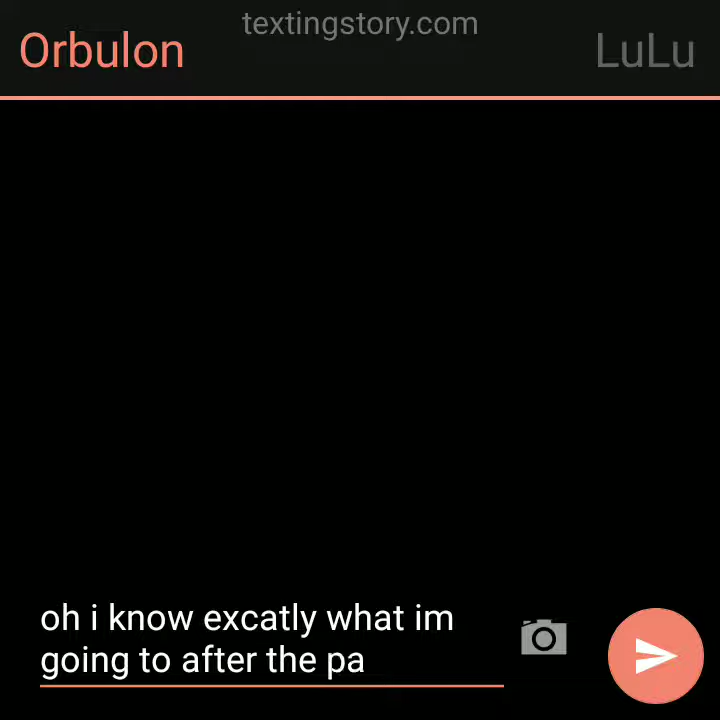 textingstory.com
Orbulon
LuLu
oh i know excatly what im
going to after the pa